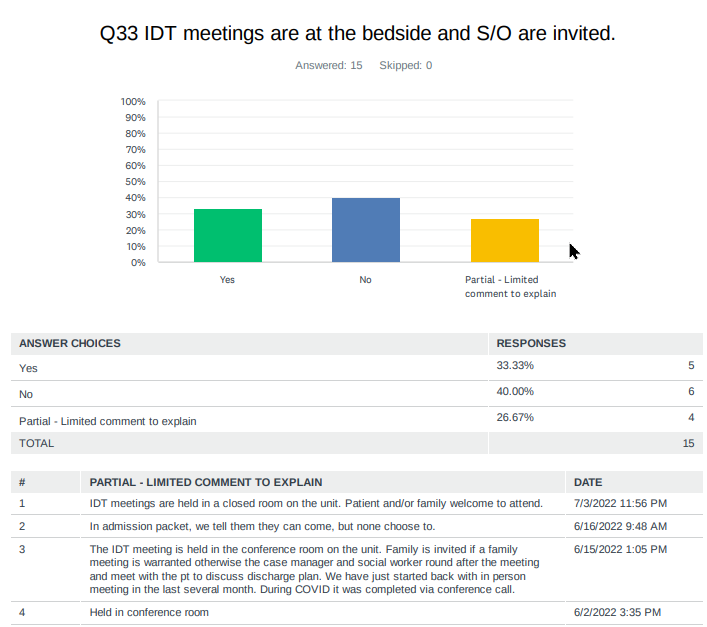 Q33 IDT meetings are at the bedside and S/O are invited.
Answered: 15 Skipped: 0
100%
90%
80%
70%
60%
50%
40%
30%
20%
10%
0%
Yes No Partial - Limited
comment to explain
ANSWER CHOICES RESPONSES
Yes 33.33% 5
No 40.00% 6
Partial - Limited comment to explain 26.67% 4
TOTAL 15
# PARTIAL - LIMITED COMMENT TO EXPLAIN DATE
1 IDT meetings are held in a closed room on the unit. Patient and/or family welcome to attend. 7/3/2022 11:56 PM
2 In admission packet, we tell them they can come, but none choose to. 6/16/2022 9:48 AM
3 The IDT meeting is held in the conference room on the unit. Family is invited if a family 6/15/2022 1:05 PM
meeting is warranted otherwise the case manager and social worker round after the meeting
and meet with the pt to discuss discharge plan. We have just started back with in person
meeting in the last several month. During COVID it was completed via conference call.
4 Held in conference room 6/2/2022 3:35 PM